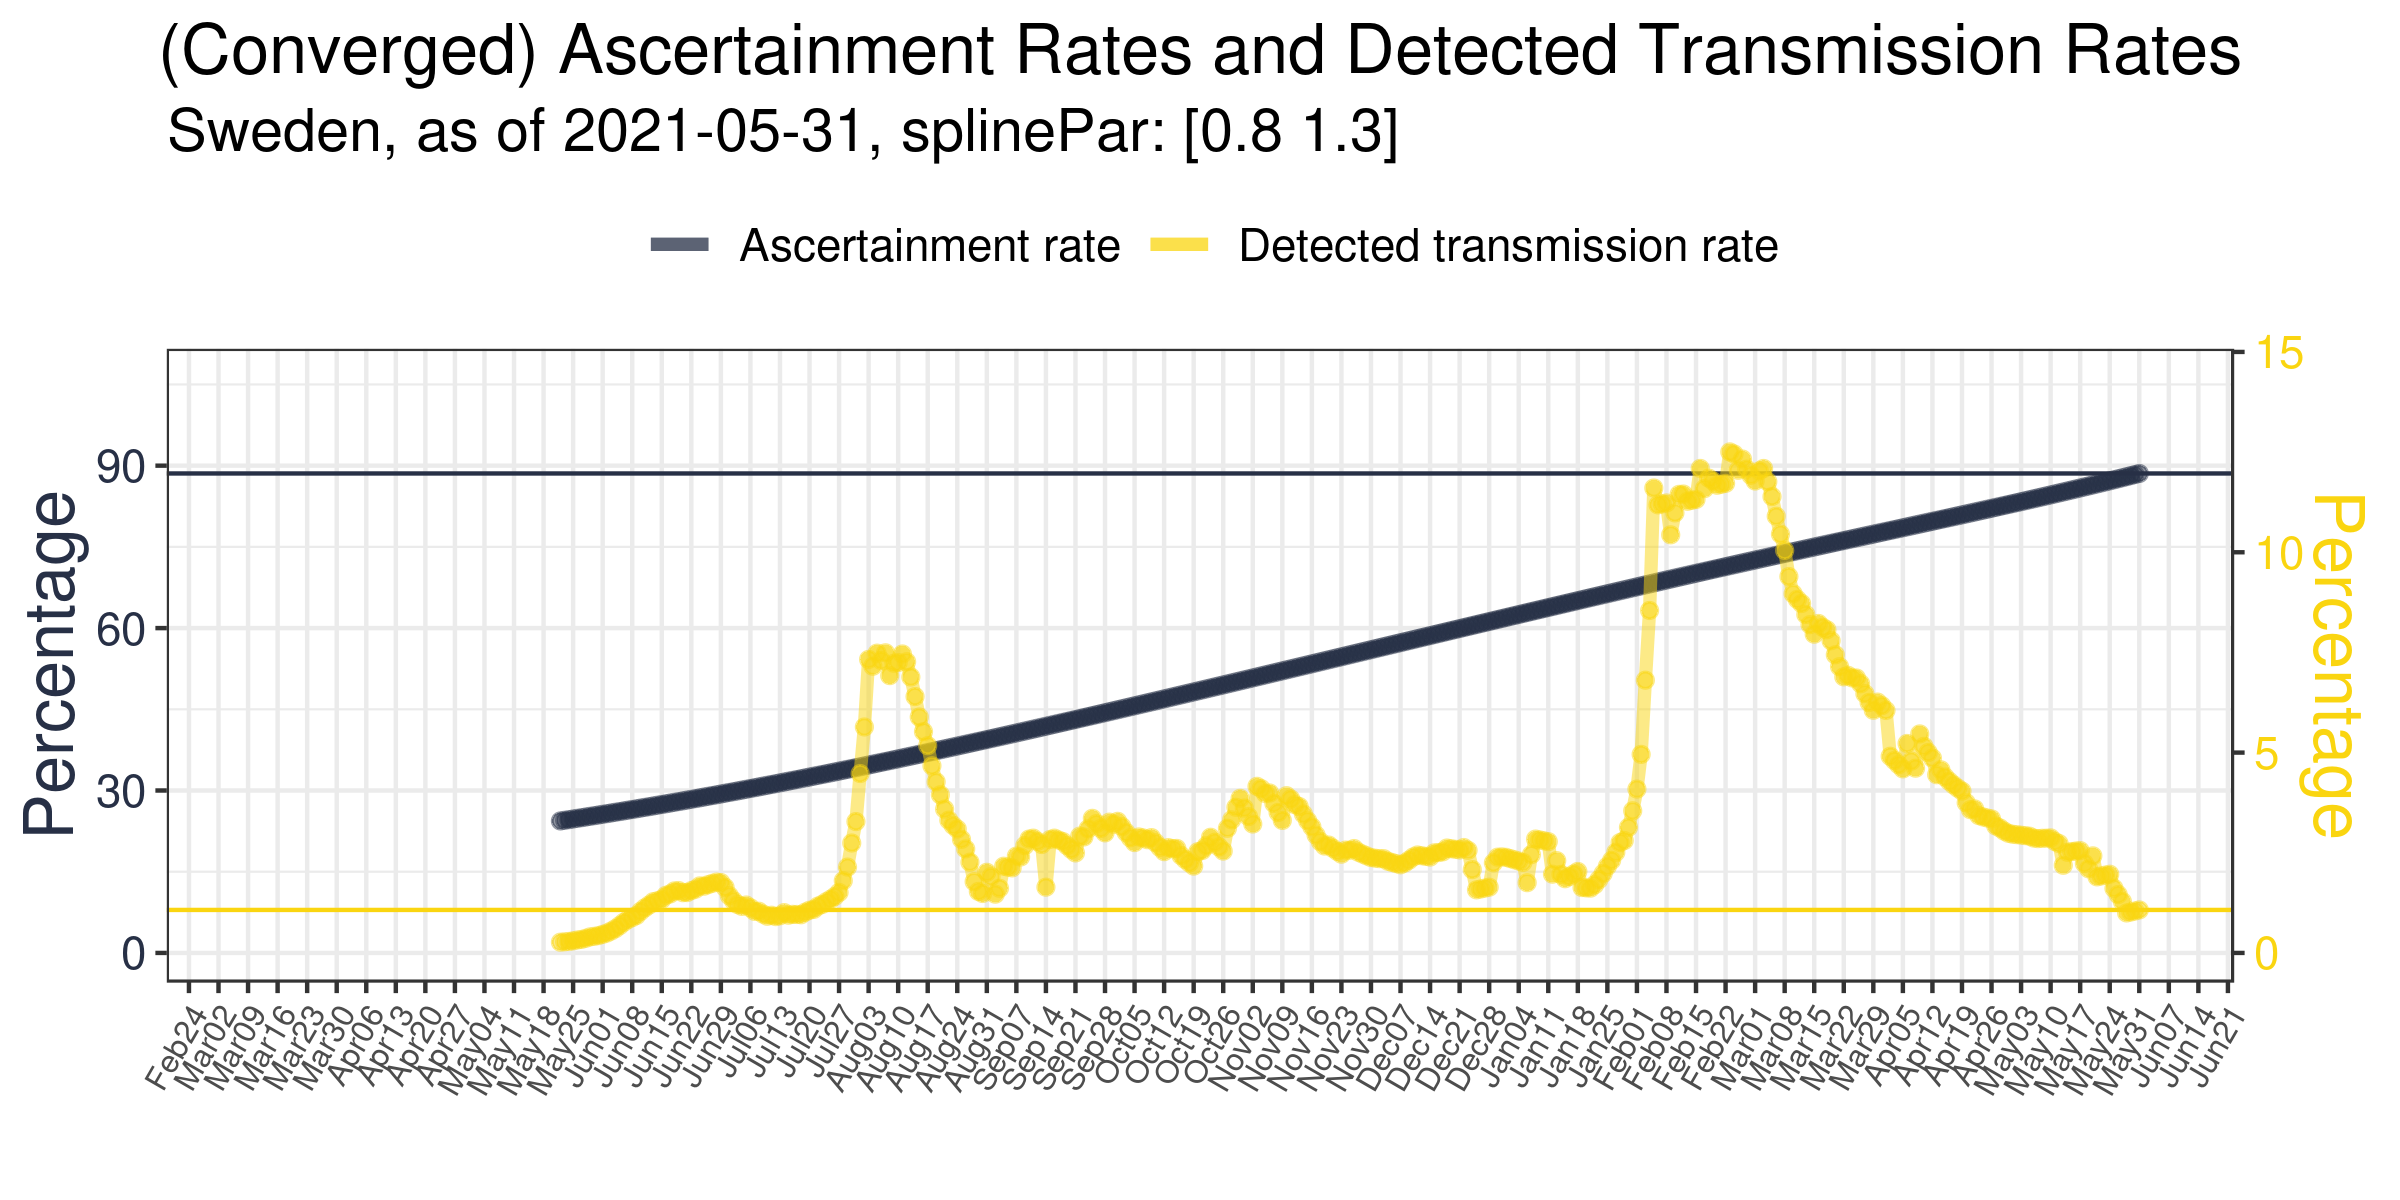 (Converged) Ascertainment Rates and Detected Transmission Rates
Sweden, as of 2021-05-31, splinePar: [0.8 1.3]
Ascertainment rate
Detected transmission rate
Percentage
90
60
30
0
15
10
5
0
Percentage
Feb24
Mar02
Mar09
Mar16
Mar23
Mar30
Apr06
Apr13
Apr20
Apr27
May04
May11
May18
May25
Jun01
Jun08
Jun15
Jun22
Jun29
Jul06
Jul13
Jul20
Jul27
Aug03
Aug10
Aug17
Aug24
Aug31
Sep07
Sep14
Sep21
Sep28
Oct05
Oct12
Oct19
Oct26
Nov02
Nov09
Nov16
Nov23
Nov30
Dec07
Dec14
Dec21
Dec28
Jan04
Jan11
Jan18
Jan25
Feb01
Feb08
Feb15
Feb22
Mar01
Mar08
Mar15
Mar22
Mar29
Apr05
Apr12
Apr19
Apr26
May03
May10
May17
May24
May31
Jun07
Jun14
Jun21